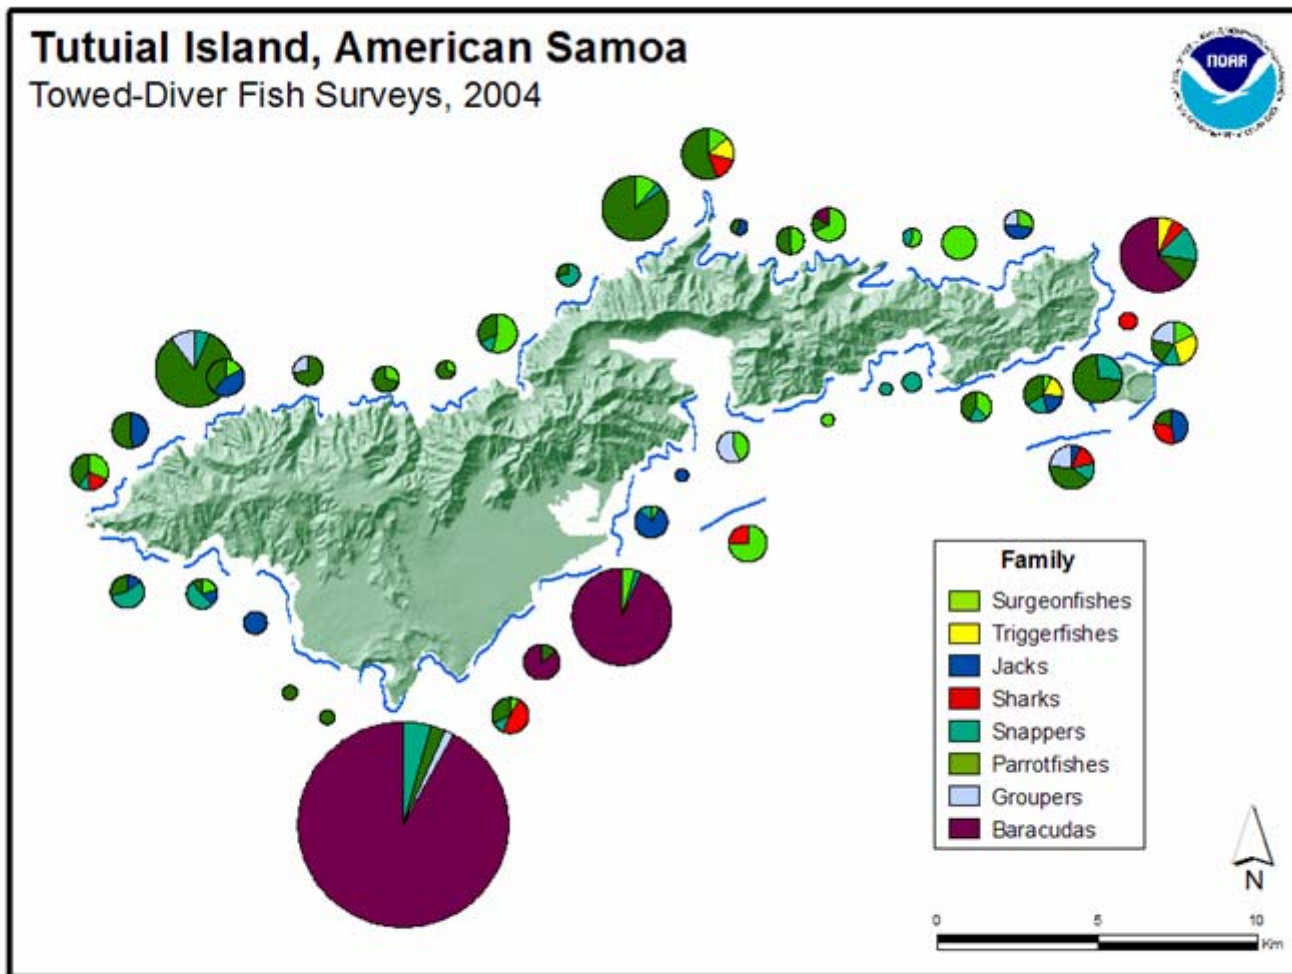 Tutuial Island, American Samoa
Towed-Diver Fish Surveys, 2004
NOAA
Family
Surgeonfishes
Triggerfishes
Jacks
Sharks
Snappers
Parrotfishes
Groupers
Baracudas
N
0 5 10
Km